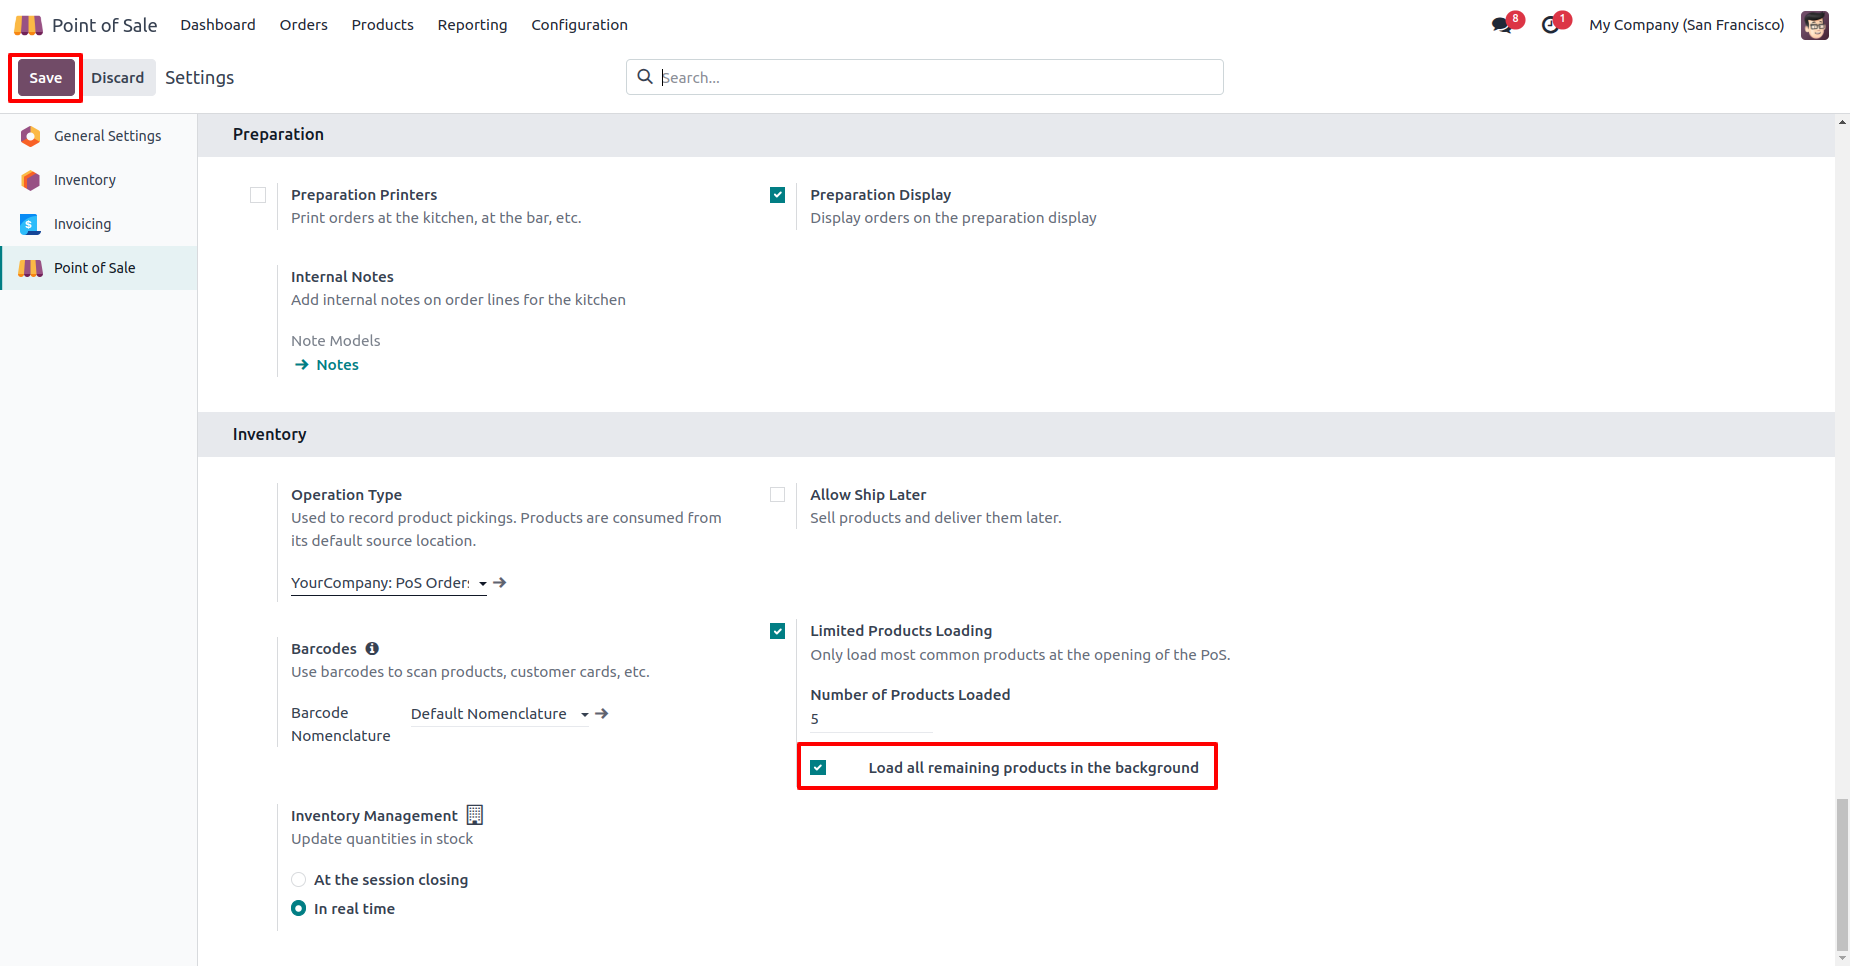 Point of Sale Dashboard Orders Products Reporting Configuration 8 1 My Company (San Francisco)
Save Discard Settings Search...
General Settings
Inventory
Invoicing
Point of Sale
Preparation
Preparation Printers
Print orders at the kitchen, at the bar, etc.
Preparation Display
Display orders on the preparation display
Internal Notes
Add internal notes on order lines for the kitchen
Note Models
Notes
Inventory
Operation Type
Used to record product pickings. Products are consumed from
its default source location.
YourCompany: PoS Orders
Allow Ship Later
Sell products and deliver them later.
Barcodes
Use barcodes to scan products, customer cards, etc.
Barcode
Nomenclature
Default Nomenclature
Limited Products Loading
Only load most common products at the opening of the PoS.
Number of Products Loaded
5
Load all remaining products in the background
Inventory Management
Update quantities in stock
At the session closing
In real time